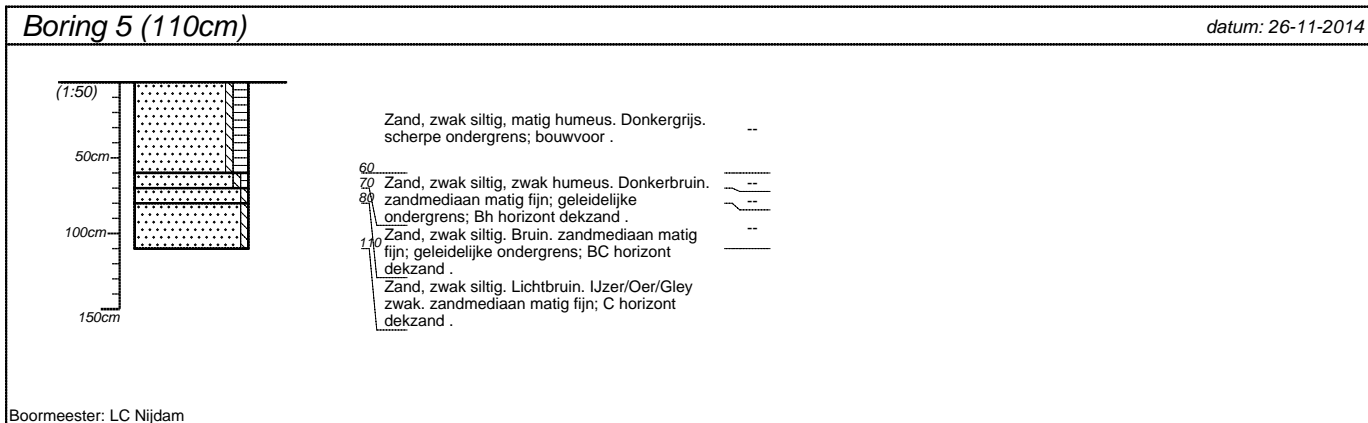 Boring 5 (110cm)
datum: 26-11-2014
(1:50)
50cm
100cm
150cm
Zand, zwak siltig, matig humeus. Donkergrijs.
scherpe ondergrens; bouwvoor .
--
60
70
Zand, zwak siltig, zwak humeus. Donkerbruin.
--
80
zandmediaan matig fijn; geleidelijke
--
ondergrens; Bh horizont dekzand .
Zand, zwak siltig. Bruin. zandmediaan matig
--
110
fijn; geleidelijke ondergrens; BC horizont
dekzand .
Zand, zwak siltig. Lichtbruin. IJzer/Oer/Gley
zwak. zandmediaan matig fijn; C horizont
dekzand .
Boormeester: LC Nijdam